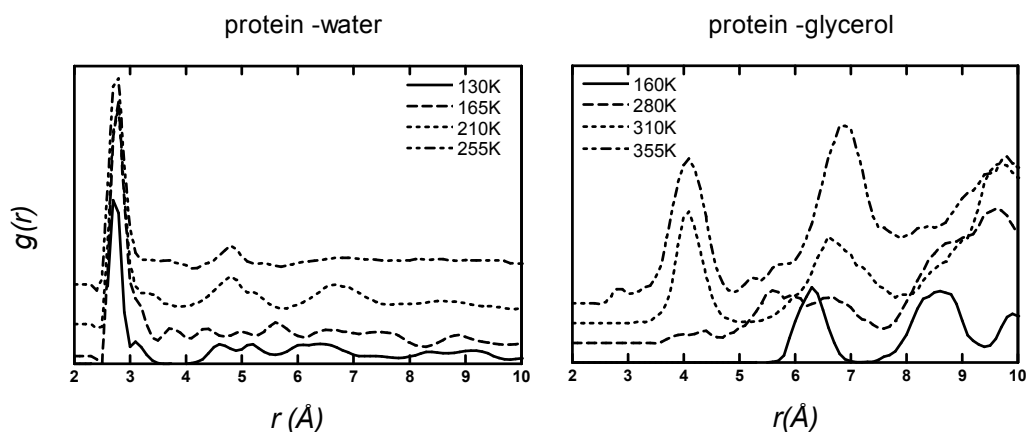 protein -water
protein -glycerol
g(r)
130K
165K
210K
255K
2 3 4 5 6 7 8 9 10
r (Å)
160K
280K
310K
355K
2 3 4 5 6 7 8 9 10
r(Å)